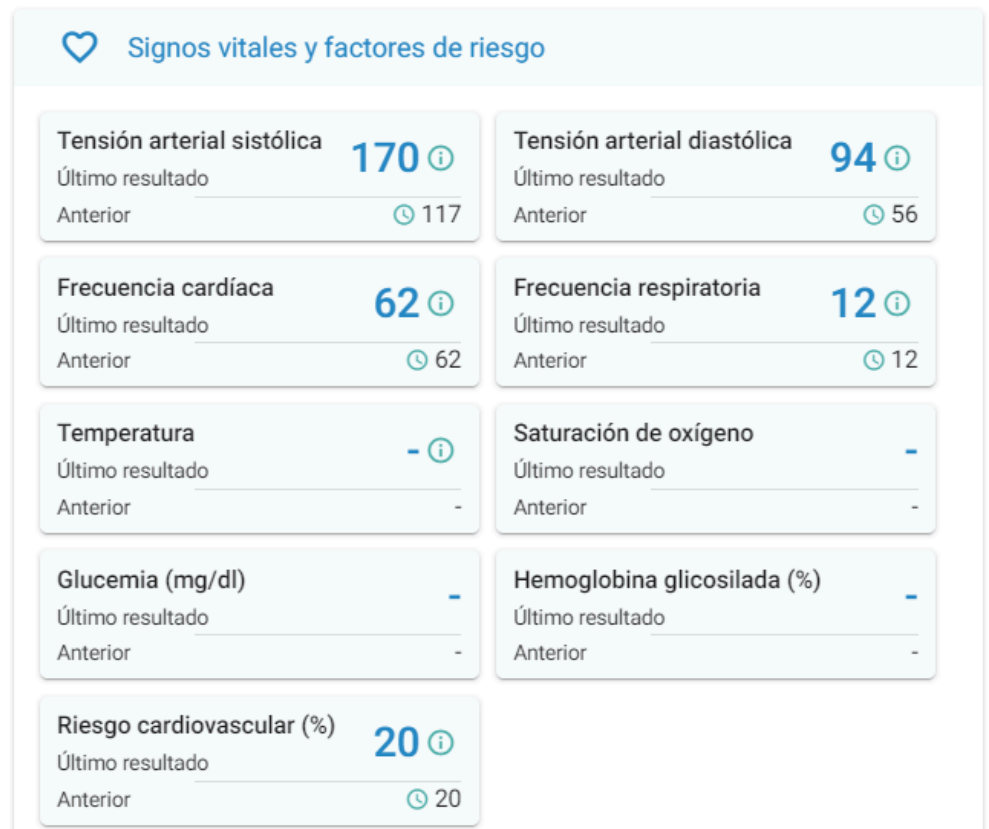 Signos vitales y factores de riesgo
Tensión arterial sistólica 170
Último resultado
Anterior 117
Tensión arterial diastólica 94
Último resultado
Anterior 56
Frecuencia cardíaca 62
Último resultado
Anterior 62
Frecuencia respiratoria 12
Último resultado
Anterior 12
Temperatura -
Último resultado
Anterior -
Saturación de oxígeno -
Último resultado
Anterior -
Glucemia (mg/dl) -
Último resultado
Anterior -
Hemoglobina glicosilada (%) -
Último resultado
Anterior -
Riesgo cardiovascular (%) 20
Último resultado
Anterior 20